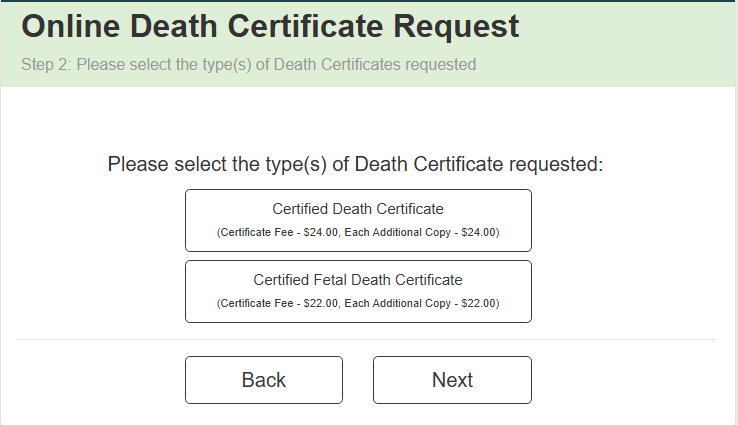 Online Death Certificate Request
Step 2: Please select the type(s) of Death Certificates requested
Please select the type(s) of Death Certificate requested:
Certified Death Certificate
(Certificate Fee - $24.00, Each Additional Copy - $24.00)
Certified Fetal Death Certificate
(Certificate Fee - $22.00, Each Additional Copy - $22.00)
Back
Next